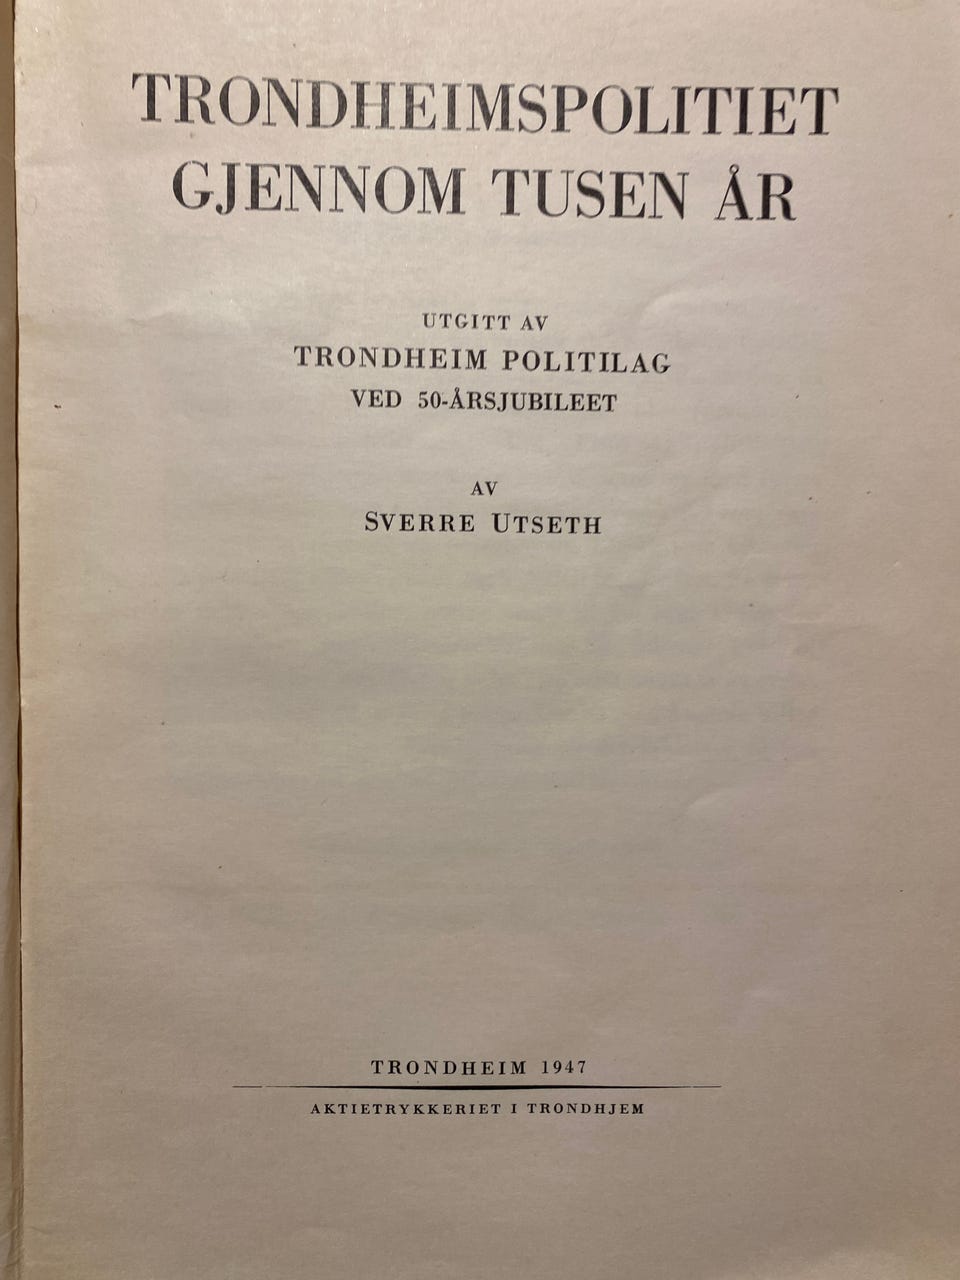 TRONDHEIMSPOLITIET
GJENNOM TUSEN ÅR
UTGITT AV
TRONDHEIM POLITILAG
VED 50-ÅRSJUBILEET
AV
SVERRE UTSETH
TRONDHEIM 1947
AKTIETRYKKERIET I TRONDHJEM